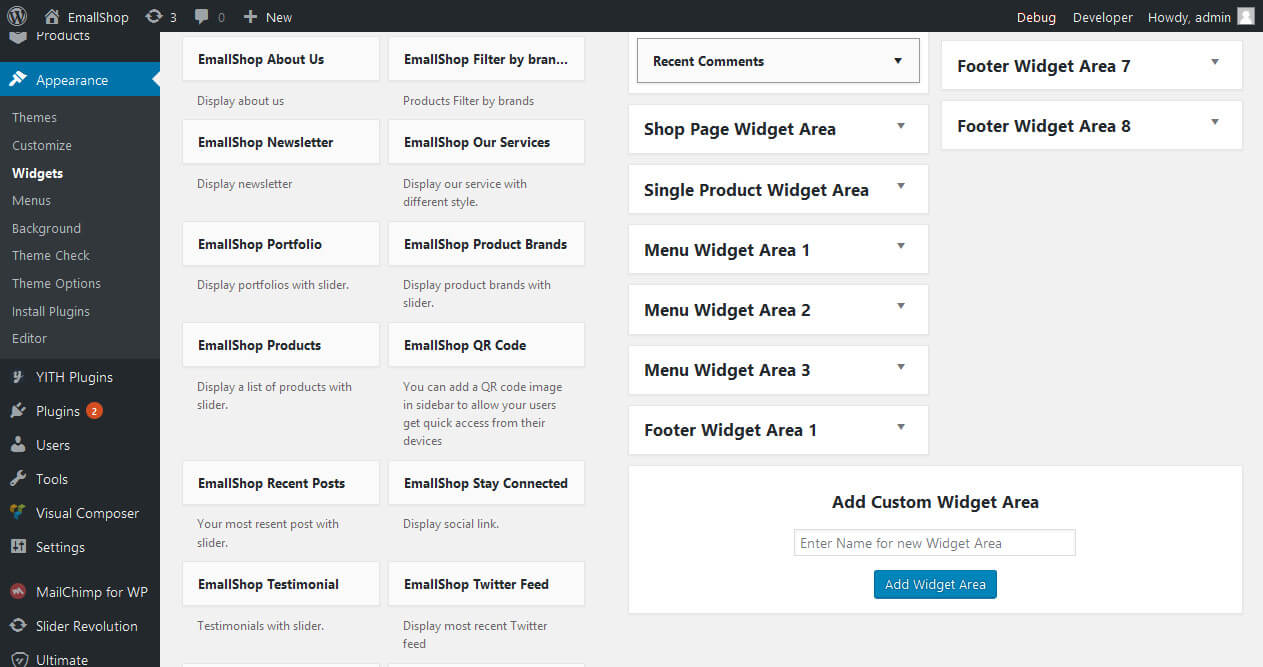 EmallShop
3
0
New
Debug
Developer
Howdy, admin
Products
Appearance
Themes
Customize
Widgets
Menus
Background
Theme Check
Theme Options
Install Plugins
Editor
YITH Plugins
Plugins 2
Users
Tools
Visual Composer
Settings
MailChimp for WP
Slider Revolution
Ultimate
EmallShop About Us
Display about us
EmallShop Filter by bran...
Products Filter by brands
EmallShop Newsletter
Display newsletter
EmallShop Our Services
Display our service with
different style.
EmallShop Portfolio
Display portfolios with slider.
EmallShop Product Brands
Display product brands with
slider.
EmallShop Products
Display a list of products with
slider.
EmallShop QR Code
You can add a QR code image
in sidebar to allow your users
get quick access from their
devices
EmallShop Recent Posts
Your most resent post with
slider.
EmallShop Stay Connected
Display social link.
EmallShop Testimonial
Testimonials with slider.
EmallShop Twitter Feed
Display most recent Twitter
feed
Recent Comments
Shop Page Widget Area
Single Product Widget Area
Menu Widget Area 1
Menu Widget Area 2
Menu Widget Area 3
Footer Widget Area 1
Footer Widget Area 7
Footer Widget Area 8
Add Custom Widget Area
Enter Name for new Widget Area
Add Widget Area